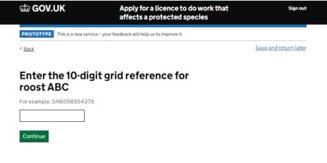 GOV.UK
Apply for a licence to do work that
affects a protected species
Sign out
PROTOTYPE This is a new service – your feedback will help us to improve it.
Back
Save and return later
Enter the 10-digit grid reference for
roost ABC
For example: SH6098954379.
Continue